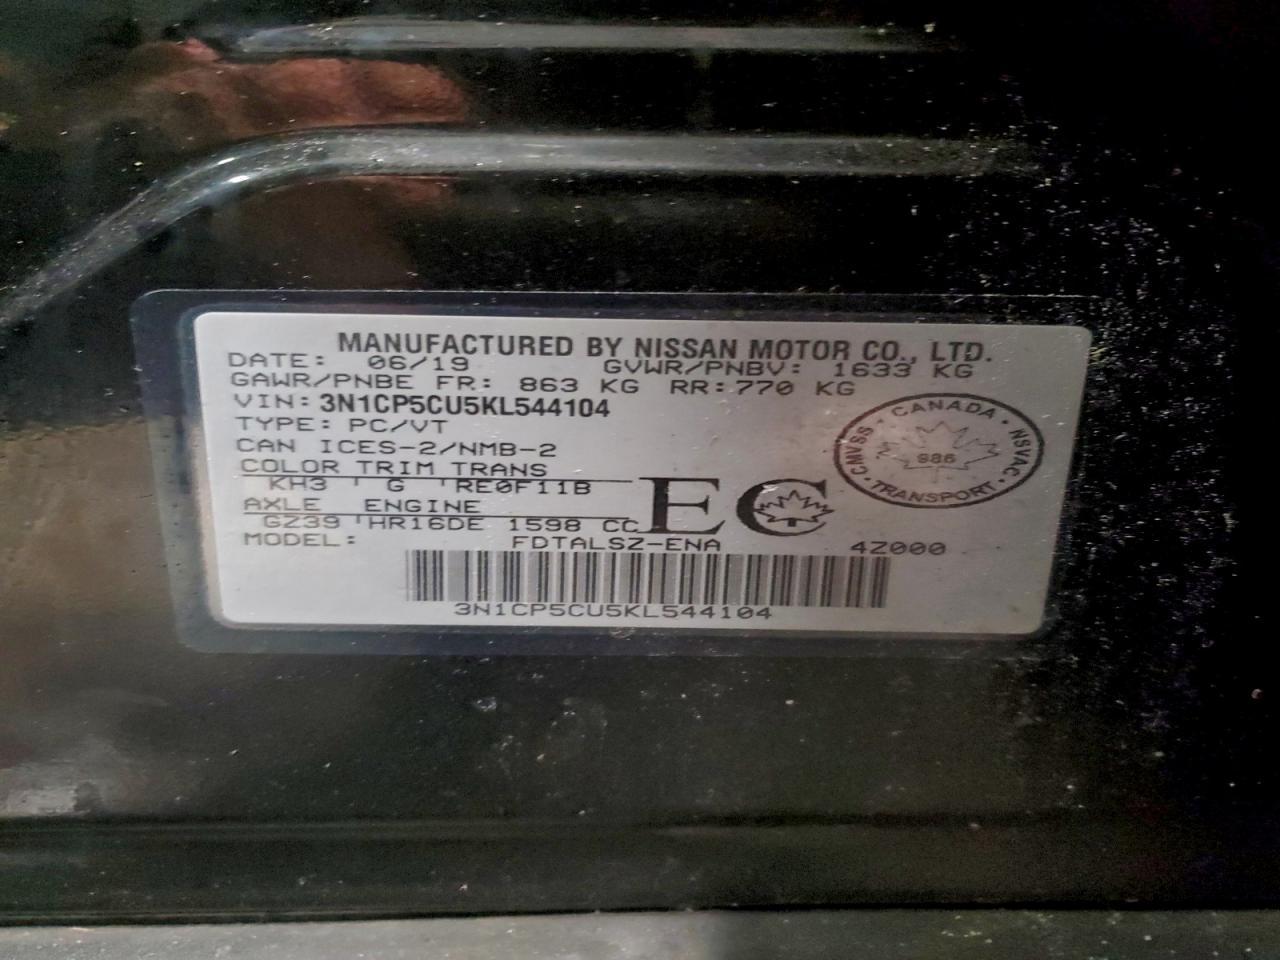 MANUFACTURED BY NISSAN MOTOR CO., LTD.
DATE: 06/19 GVWR/PNBV: 1633 KG
GAWR/PNBE FR: 863 KG RR: 770 KG
VIN: 3N1CP5CU5KL544104
TYPE: PC/VT
CAN ICES-2/NMB-2
COLOR TRIM TRANS
KH3 ' G ' RE0F11B
AXLE ENGINE
GZ39 ' HR16DE 1598 CC
EC
MODEL: FDTALSZ-ENA 4Z000
3N1CP5CU5KL544104
CANADA
CMVSS · NSVAC
986
TRANSPORT